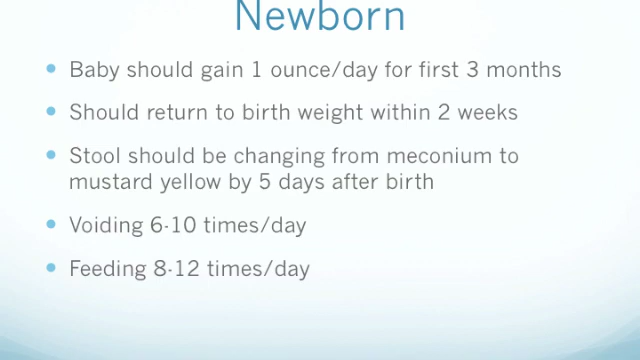 Newborn
• Baby should gain 1 ounce/day for first 3 months
• Should return to birth weight within 2 weeks
• Stool should be changing from meconium to
mustard yellow by 5 days after birth
• Voiding 6-10 times/day
• Feeding 8-12 times/day